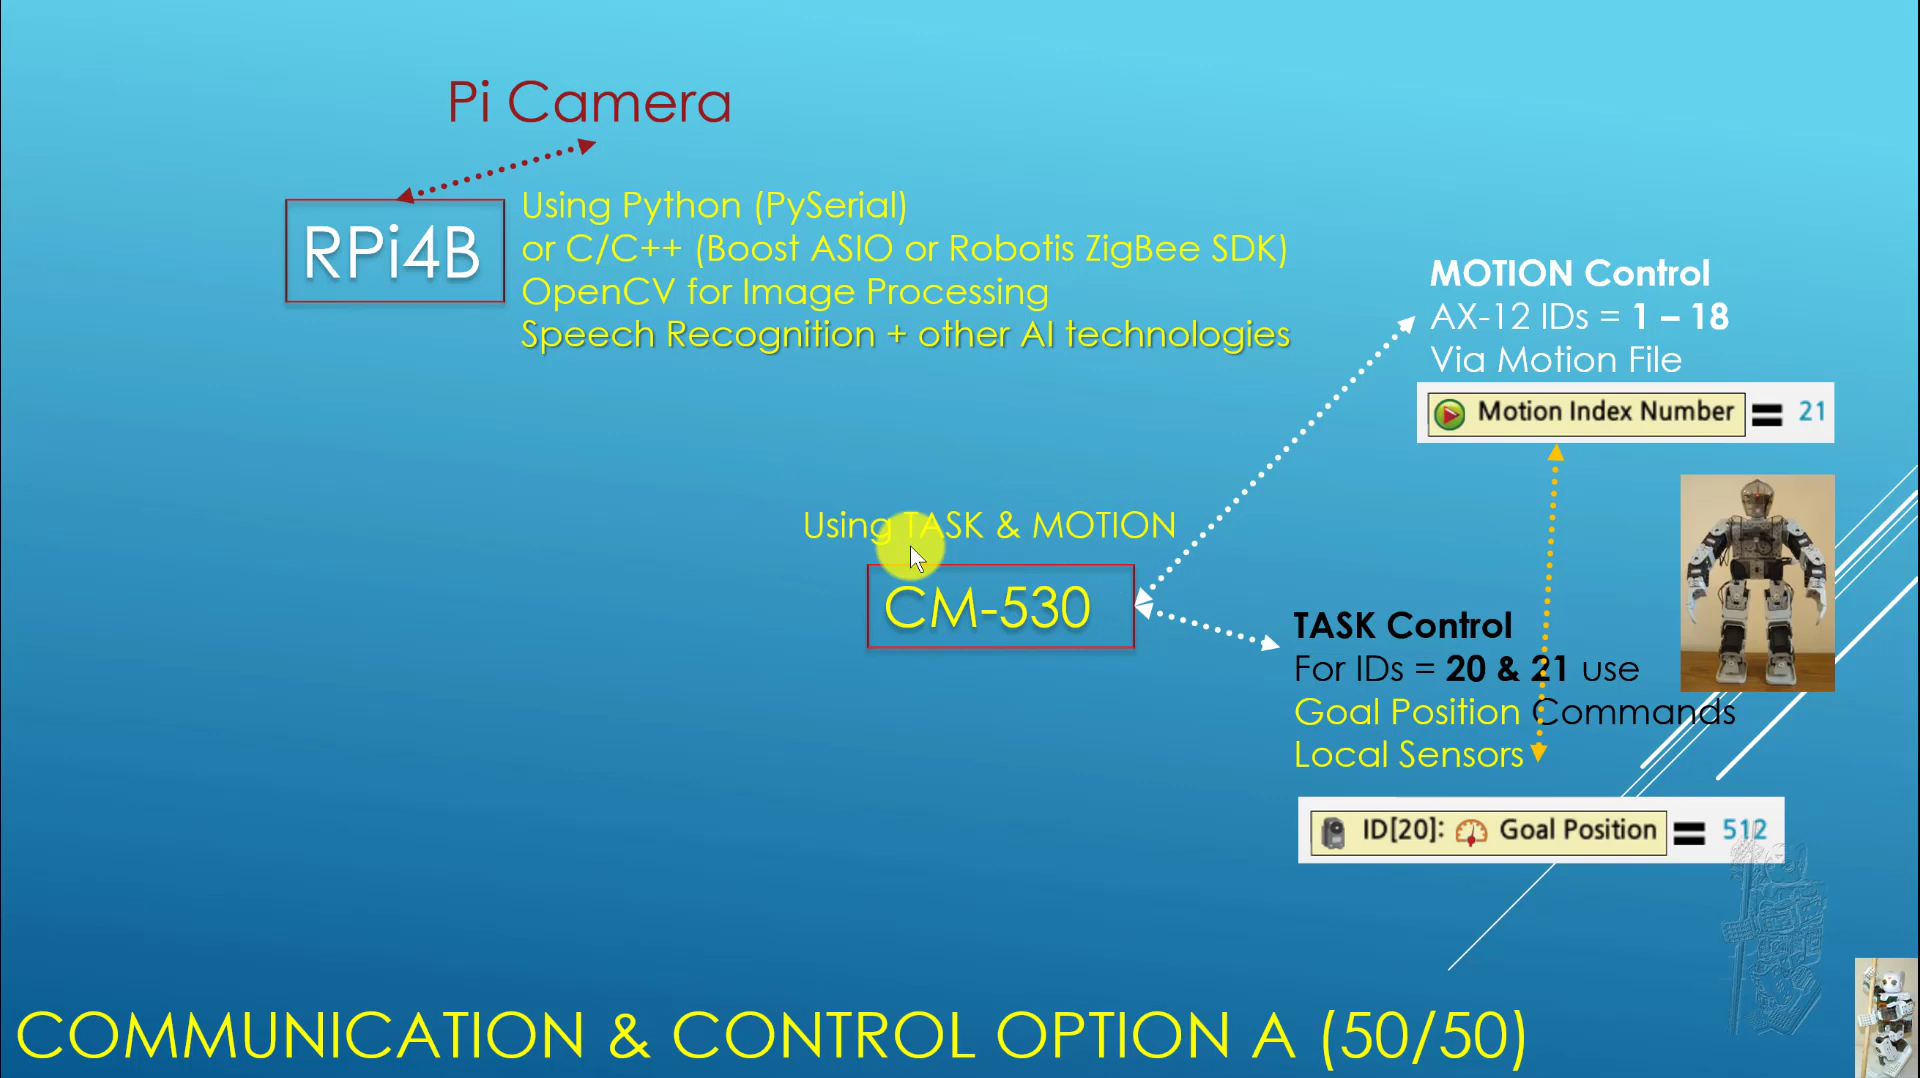 Pi Camera
RPi4B
Using Python (PySerial)
or C/C++ (Boost ASIO or Robotis ZigBee SDK)
OpenCV for Image Processing
Speech Recognition + other AI technologies
MOTION Control
AX-12 IDs = 1 – 18
Via Motion File
Motion Index Number = 21
Using TASK & MOTION
CM-530
TASK Control
For IDs = 20 & 21 use
Goal Position Commands
Local Sensors
ID[20]: Goal Position = 512
COMMUNICATION & CONTROL OPTION A (50/50)